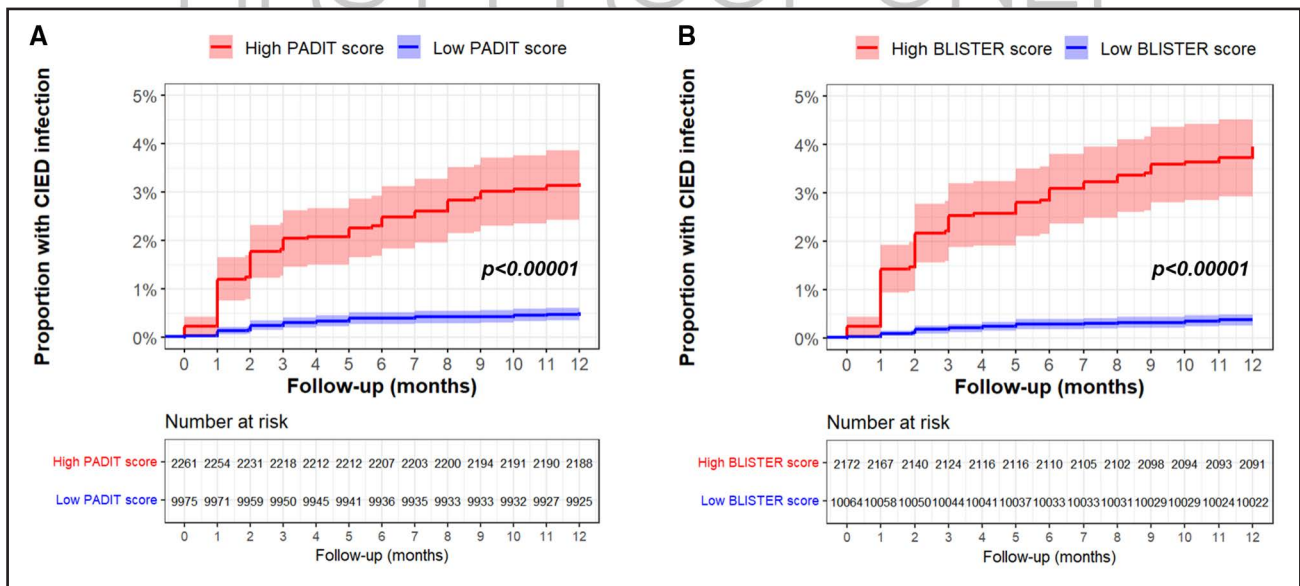 FIRST PROOF ONLY
A
High PADIT score
Low PADIT score
Proportion with CIED infection
5%
4%
3%
2%
1%
0%
p<0.00001
0 1 2 3 4 5 6 7 8 9 10 11 12
Follow-up (months)
Number at risk
High PADIT score 2261 2254 2231 2218 2212 2212 2207 2203 2200 2194 2191 2190 2188
Low PADIT score 9975 9971 9959 9950 9945 9941 9936 9935 9933 9933 9932 9927 9925
0 1 2 3 4 5 6 7 8 9 10 11 12
Follow-up (months)
B
High BLISTER score
Low BLISTER score
Proportion with CIED infection
5%
4%
3%
2%
1%
0%
p<0.00001
0 1 2 3 4 5 6 7 8 9 10 11 12
Follow-up (months)
Number at risk
High BLISTER score 2172 2167 2140 2124 2116 2116 2110 2105 2102 2098 2094 2093 2091
Low BLISTER score 10064 10058 10050 10044 10041 10037 10033 10033 10031 10029 10029 10024 10022
0 1 2 3 4 5 6 7 8 9 10 11 12
Follow-up (months)